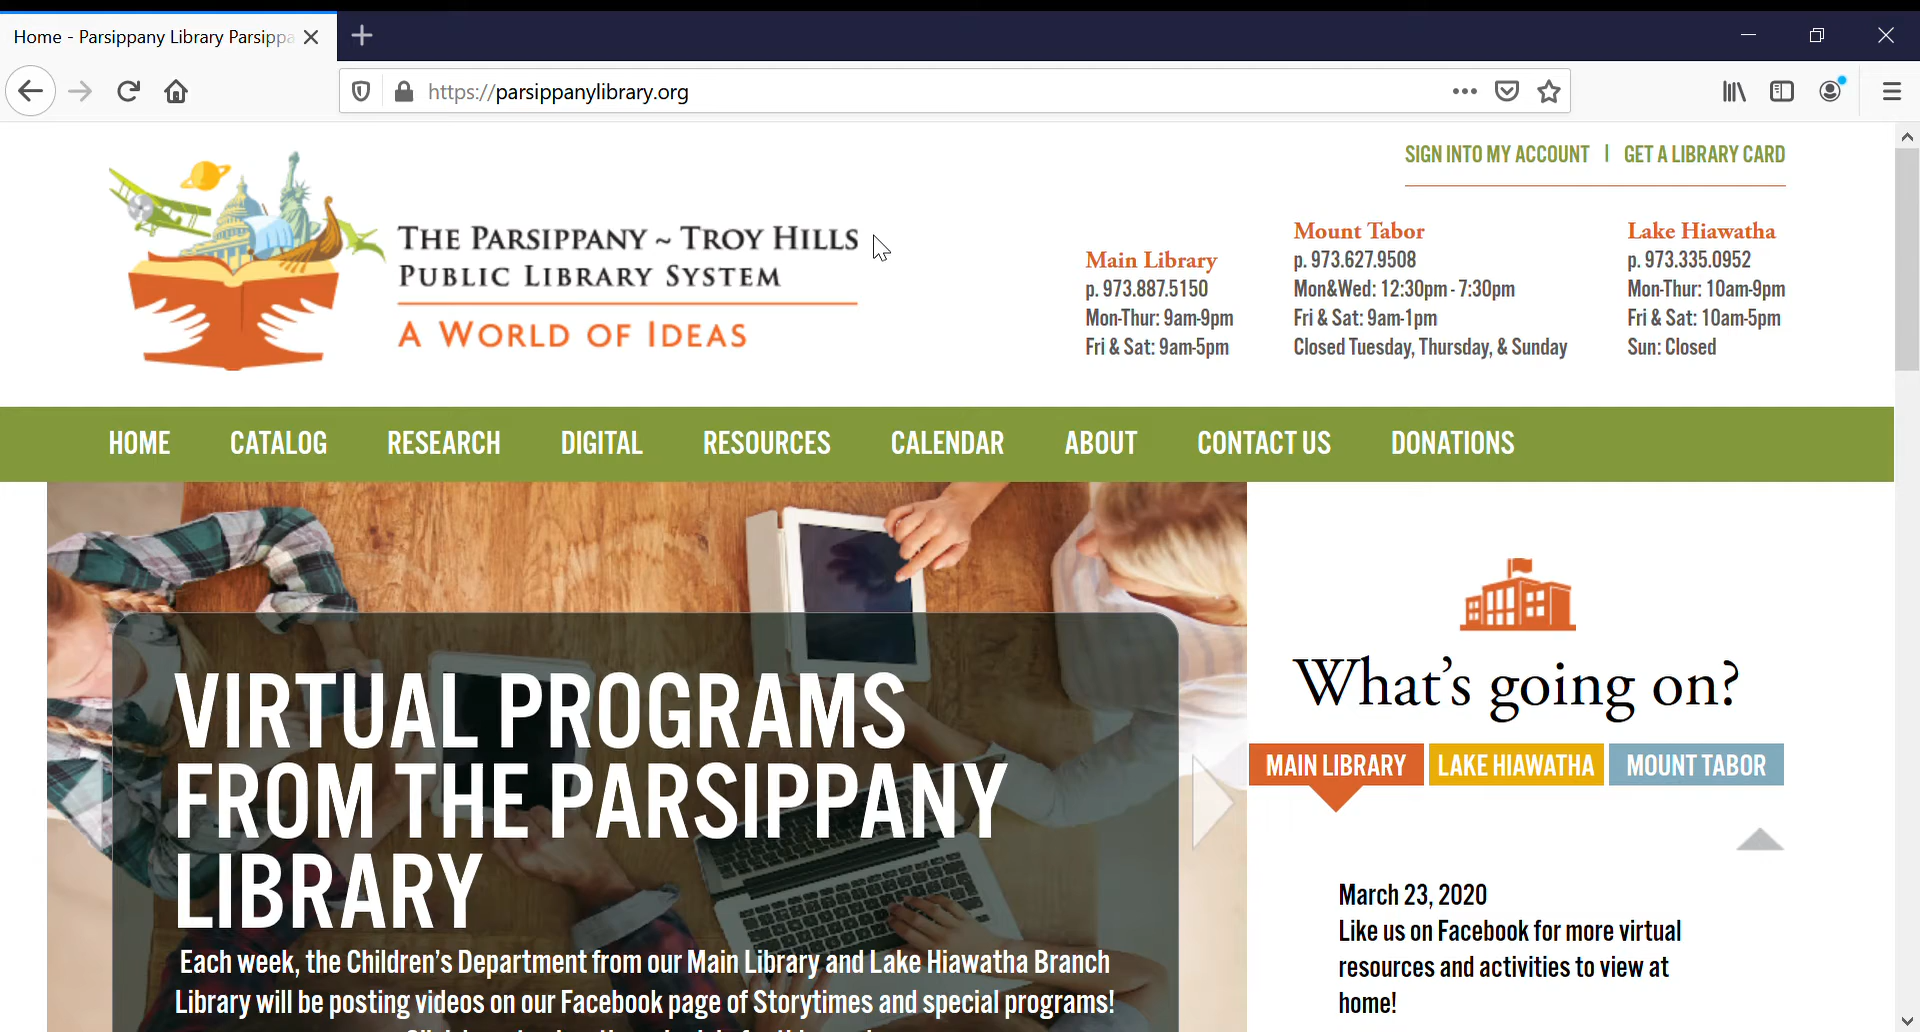 Home - Parsippany Library Parsippa
https://parsippanylibrary.org
SIGN INTO MY ACCOUNT | GET A LIBRARY CARD
THE PARSIPPANY ~ TROY HILLS
PUBLIC LIBRARY SYSTEM
A WORLD OF IDEAS
Main Library
p. 973.887.5150
Mon-Thur: 9am-9pm
Fri & Sat: 9am-5pm
Mount Tabor
p. 973.627.9508
Mon&Wed: 12:30pm - 7:30pm
Fri & Sat: 9am-1pm
Closed Tuesday, Thursday, & Sunday
Lake Hiawatha
p. 973.335.0952
Mon-Thur: 10am-9pm
Fri & Sat: 10am-5pm
Sun: Closed
HOME CATALOG RESEARCH DIGITAL RESOURCES CALENDAR ABOUT CONTACT US DONATIONS
VIRTUAL PROGRAMS
FROM THE PARSIPPANY
LIBRARY
Each week, the Children's Department from our Main Library and Lake Hiawatha Branch
Library will be posting videos on our Facebook page of Storytimes and special programs!
What's going on?
MAIN LIBRARY LAKE HIAWATHA MOUNT TABOR
March 23, 2020
Like us on Facebook for more virtual
resources and activities to view at
home!